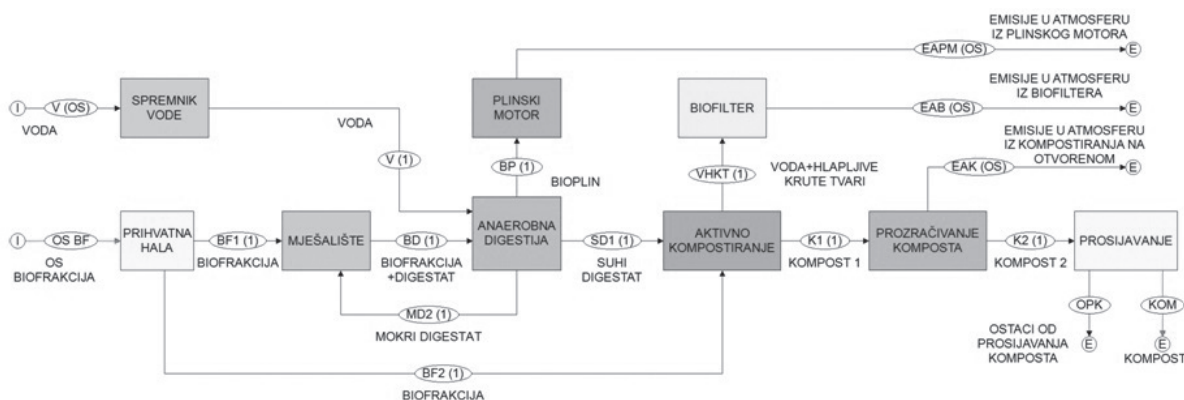 EMISIJE U ATMOSFERU
IZ PLINSKOG MOTORA
EAPM (OS)
E
I
V (OS)
VODA
SPREMNIK
VODE
VODA
V (1)
PLINSKI
MOTOR
BP (1)
BIOPLIN
BIOFILTER
EMISIJE U ATMOSFERU
IZ BIOFILTERA
EAB (OS)
E
VHKT (1)
VODA+HLAPLJIVE
KRUTE TVARI
EMISIJE U ATMOSFERU
IZ KOMPOSTIRANJA NA
OTVORENOM
EAK (OS)
E
I
OS BF
OS
BIOFRAKCIJA
PRIHVATNA
HALA
BF1 (1)
BIOFRAKCIJA
MJEŠALIŠTE
BD (1)
BIOFRAKCIJA
+DIGESTAT
ANAEROBNA
DIGESTIJA
SD1 (1)
SUHI
DIGESTAT
AKTIVNO
KOMPOSTIRANJE
K1 (1)
KOMPOST 1
PROZRAČIVANJE
KOMPOSTA
K2 (1)
KOMPOST 2
PROSIJAVANJE
MD2 (1)
MOKRI DIGESTAT
OPK
KOM
OSTACI OD
PROSIJAVANJA
KOMPOSTA
E
E
KOMPOST
BF2 (1)
BIOFRAKCIJA